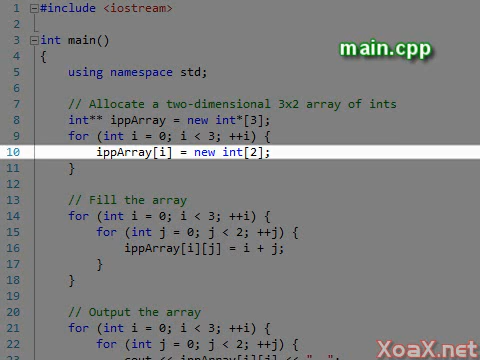 main.cpp
1 #include <iostream>
2
3 int main()
4 {
5 using namespace std;
6
7 // Allocate a two-dimensional 3x2 array of ints
8 int** ippArray = new int*[3];
9 for (int i = 0; i < 3; ++i) {
10 ippArray[i] = new int[2];
11 }
12
13 // Fill the array
14 for (int i = 0; i < 3; ++i) {
15 for (int j = 0; j < 2; ++j) {
16 ippArray[i][j] = i + j;
17 }
18 }
19
20 // Output the array
21 for (int i = 0; i < 3; ++i) {
22 for (int j = 0; j < 2; ++j) {
23 cout << ippArray[i][j] << " ";
XoaX.net